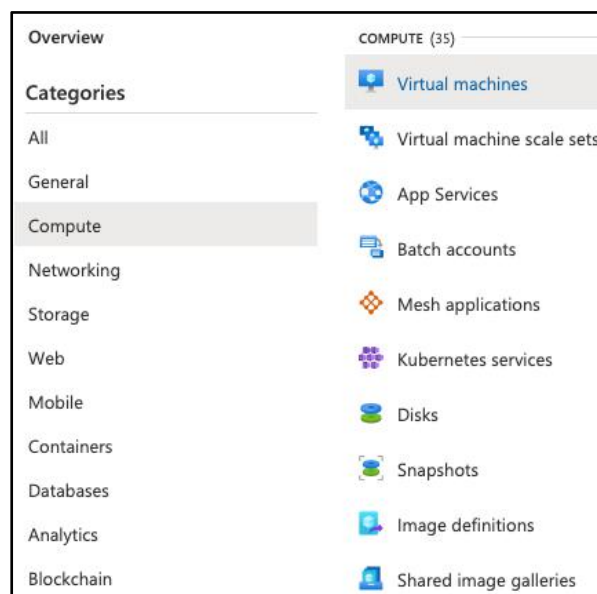 Overview
Categories
All
General
Compute
Networking
Storage
Web
Mobile
Containers
Databases
Analytics
Blockchain
COMPUTE (35)
Virtual machines
Virtual machine scale sets
App Services
Batch accounts
Mesh applications
Kubernetes services
Disks
Snapshots
Image definitions
Shared image galleries